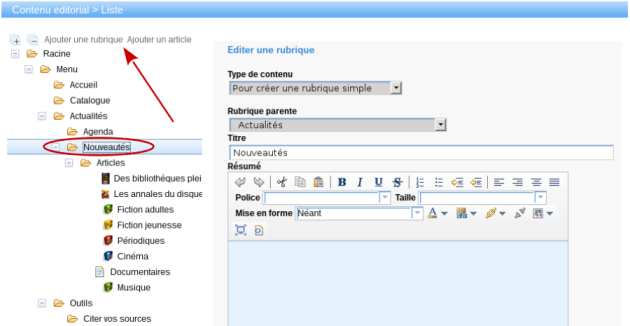 Contenu editorial > Liste
Ajouter une rubrique Ajouter un article
Racine
Menu
Accueil
Catalogue
Actualités
Agenda
Nouveautés
Articles
Des bibliothèques plei
Les annales du disque
Fiction adultes
Fiction jeunesse
Périodiques
Cinéma
Documentaires
Musique
Outils
Citer vos sources
Editer une rubrique
Type de contenu
Pour créer une rubrique simple
Rubrique parente
Actualités
Titre
Nouveautés
Résumé
B I U S
Police Taille
Mise en forme Néant
A